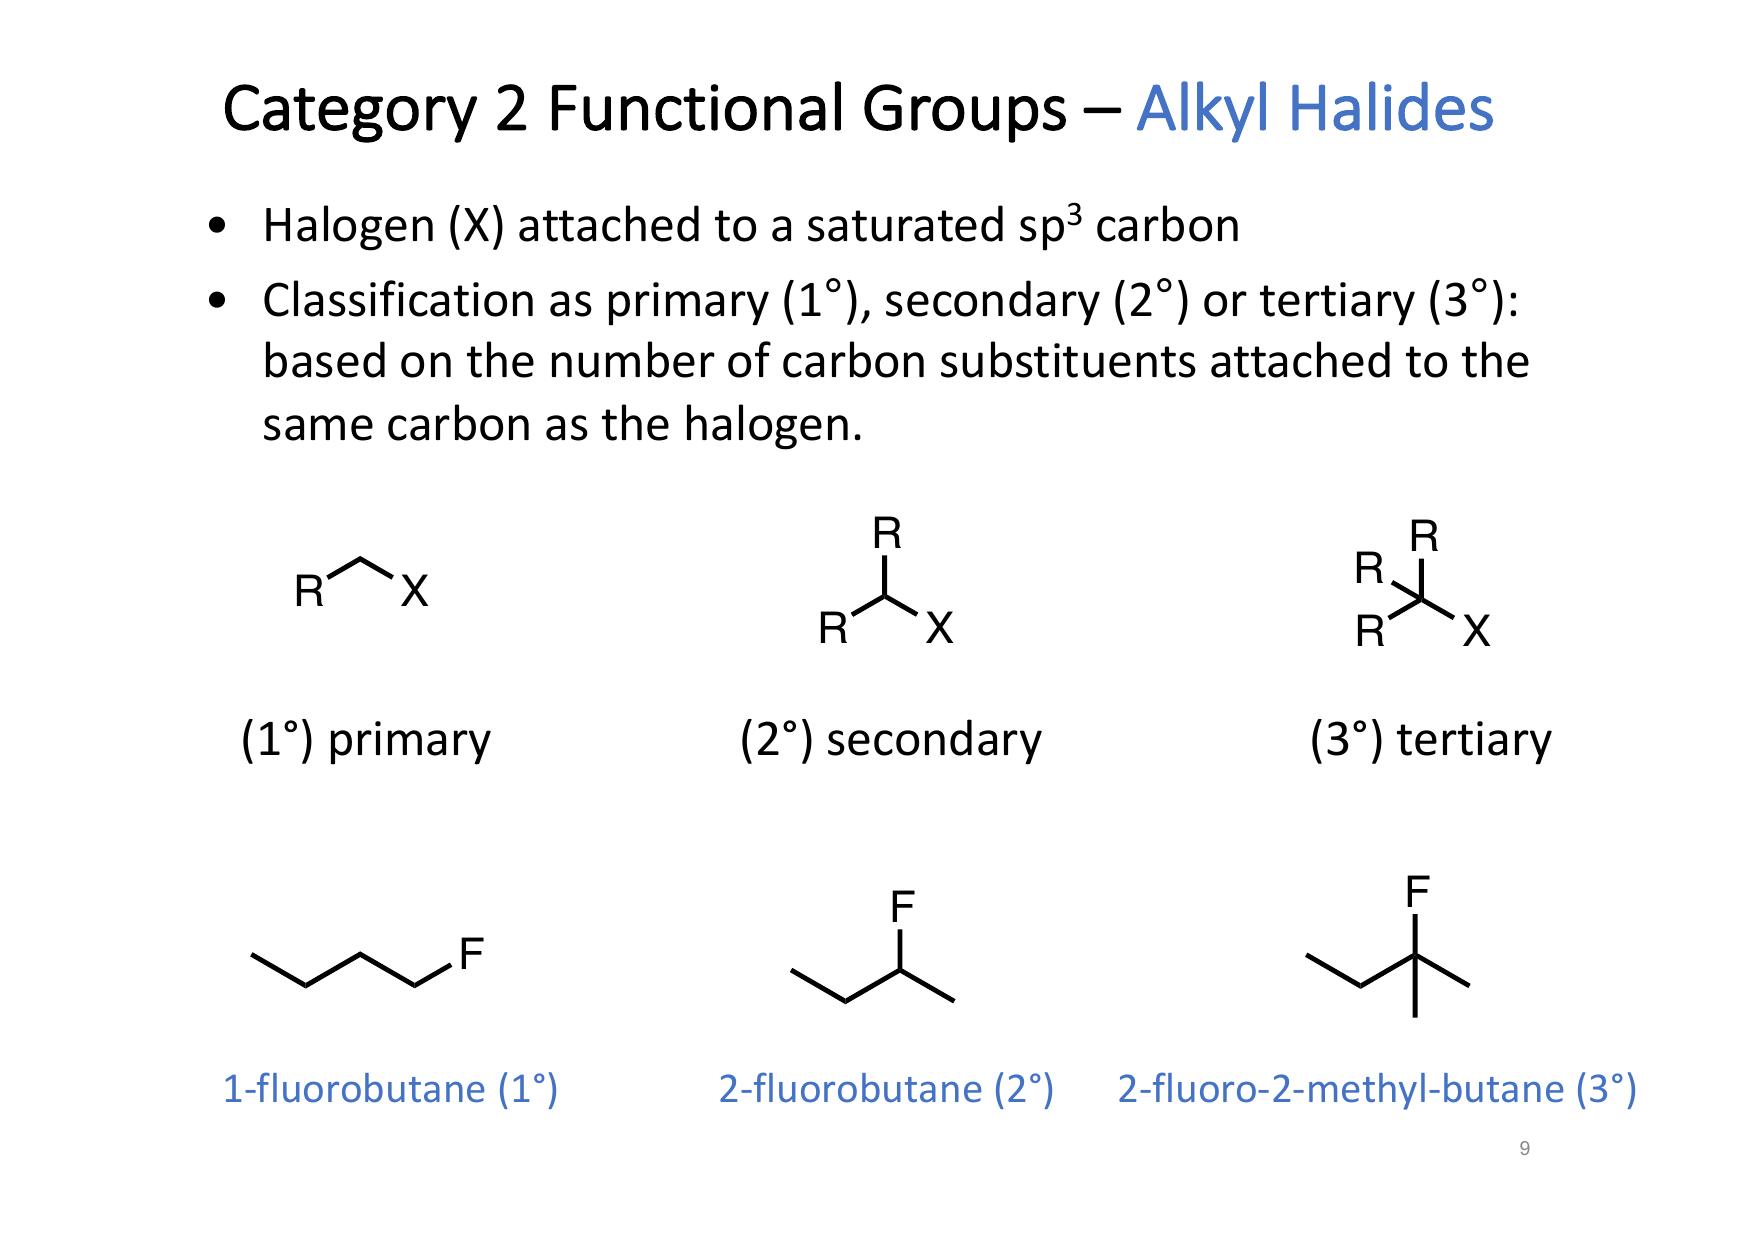 Category 2 Functional Groups – Alkyl Halides
• Halogen (X) attached to a saturated sp³ carbon
• Classification as primary (1°), secondary (2°) or tertiary (3°):
based on the number of carbon substituents attached to the
same carbon as the halogen.
R X
R R X
R R R X
(1°) primary
(2°) secondary
(3°) tertiary
F
F
F
1-fluorobutane (1°)
2-fluorobutane (2°)
2-fluoro-2-methyl-butane (3°)
9